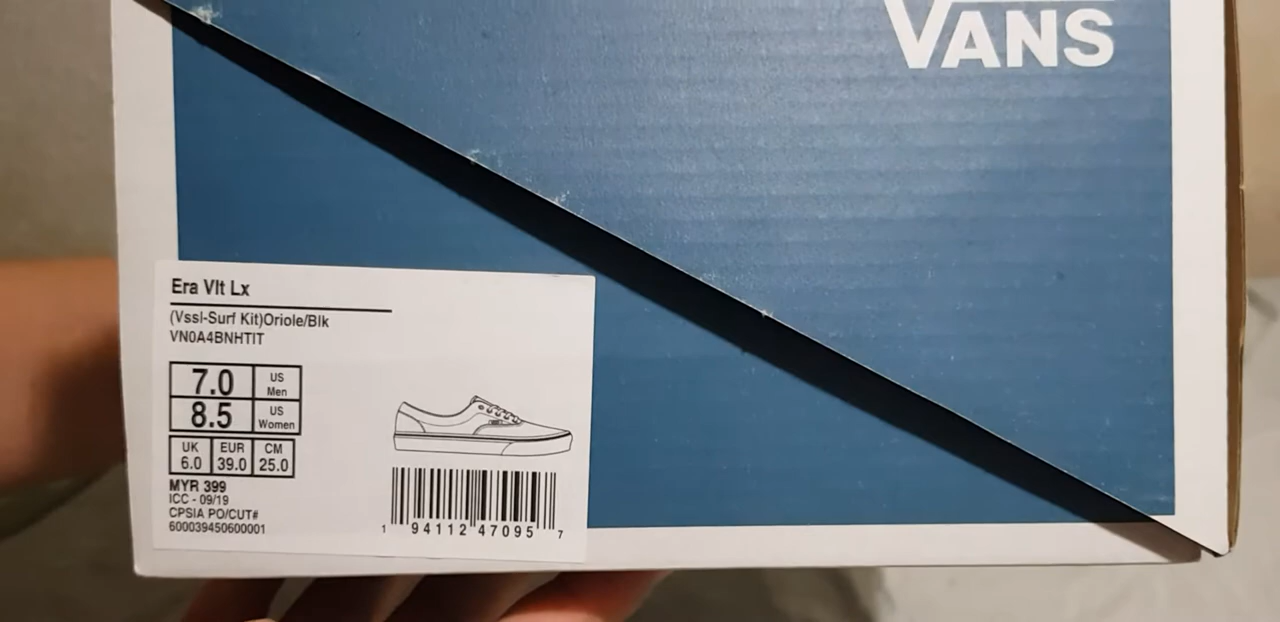 VANS
Era Vlt Lx
(Vssl-Surf Kit)Oriole/Blk
VN0A4BNHTIT
7.0 US Men
8.5 US Women
UK EUR CM
6.0 39.0 25.0
MYR 399
ICC - 09/19
CPSIA PO/CUT#
600039450600001
1 94112 47095 7